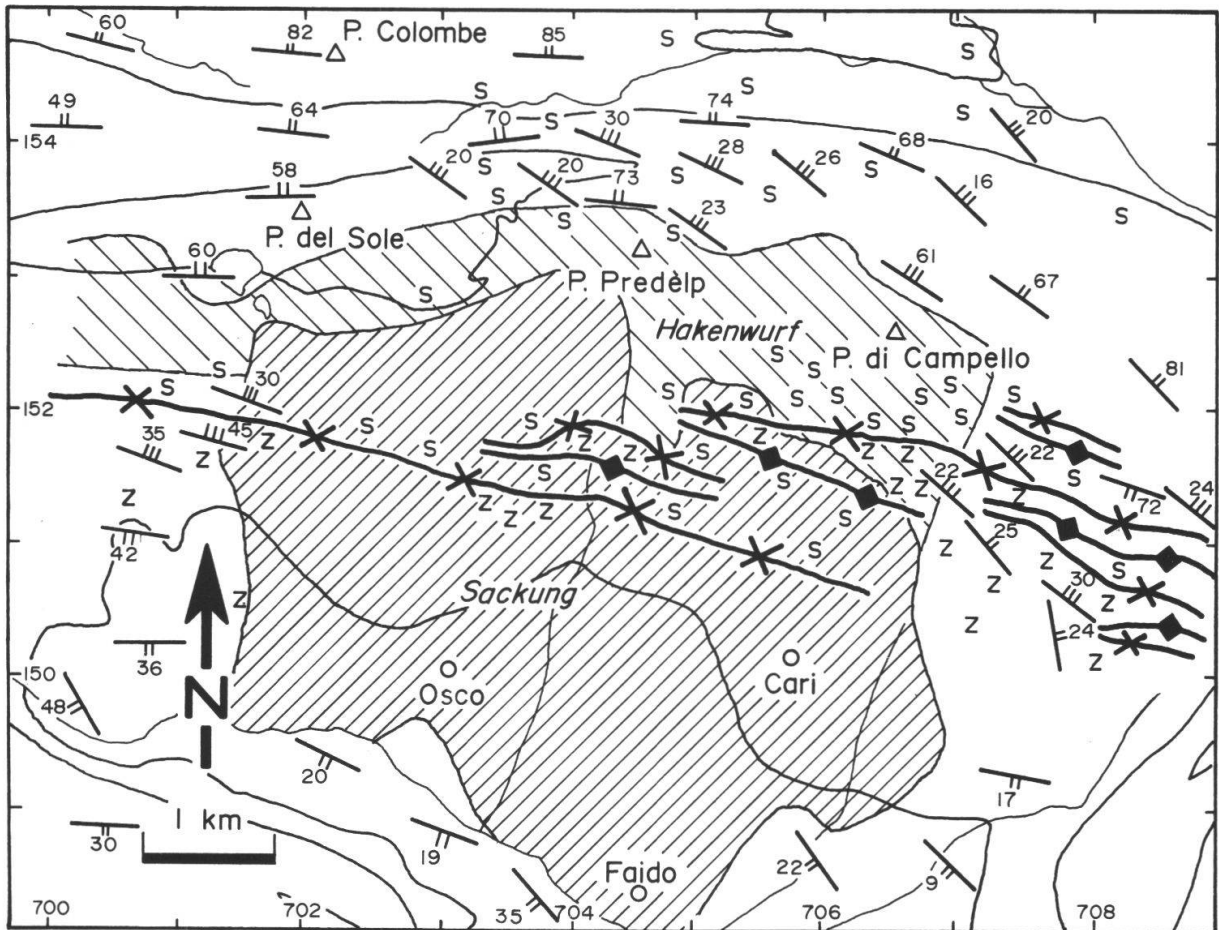 60
82
P. Colombe
85
S
S
S
S
49
154
64
S
S
70
30
74
S
20
20
S
20
28
26
S
68
58
S
S
73
S
S
16
P. del Sole
S
23
S
60
P. Predèlp
61
67
S
Hakenwurf
P. di Campello
S
S
S
S
81
152
S
S
30
S
S
S
S
S
S
S
S
S
35
45
Z
Z
S
S
Z
S
Z
Z
Z
22
S
Z
S
Z
Z
22
S
24
Z
Z
Z
Z
S
S
Z
72
42
S
Z
25
Z
Z
S
Z
Sackung
Z
30
Z
Z
24
Z
36
150
N
Osco
Cari
48
20
17
1 km
30
19
Faido
22
9
35
700
702
704
706
708